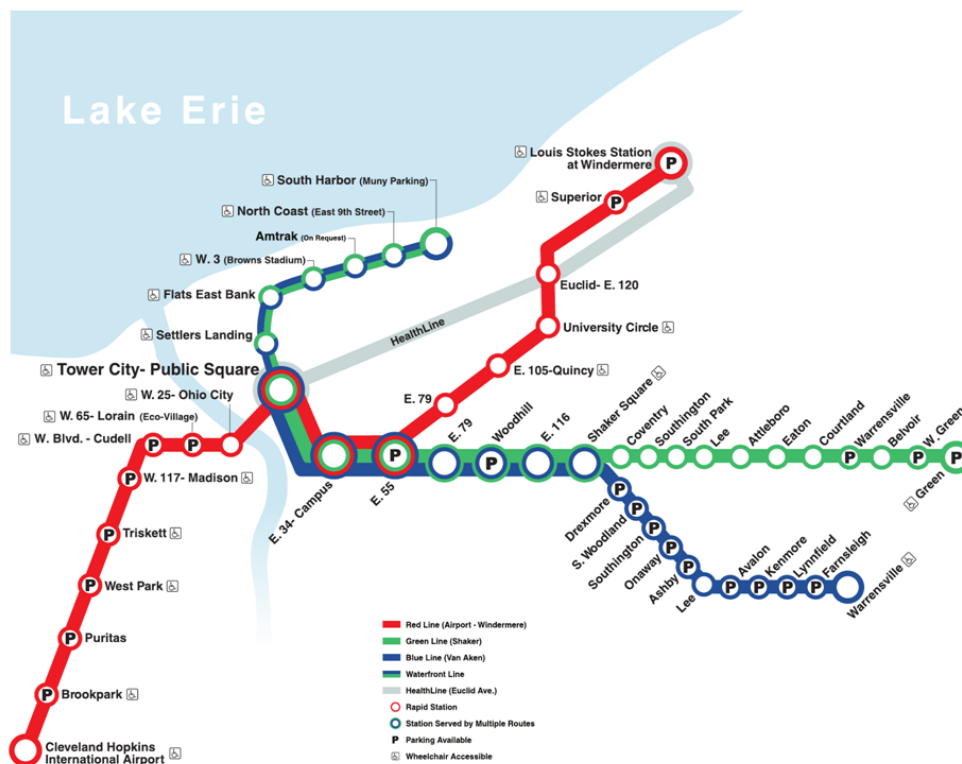 Lake Erie
Louis Stokes Station
at Windermere
P
Superior
P
South Harbor (Muny Parking)
North Coast (East 9th Street)
Amtrak (On Request)
W. 3 (Browns Stadium)
Flats East Bank
Settlers Landing
Euclid- E. 120
University Circle
HealthLine
Tower City- Public Square
E. 105-Quincy
W. 25- Ohio City
E. 79
W. 65- Lorain (Eco-Village)
W. Blvd. - Cudell
P
P
E. 34- Campus
E. 55
P
E. 79
Woodhill
P
E. 116
Shaker Square
Coventry
Southington
South Park
Lee
Attleboro
Eaton
Courtland
Warrensville
P
Belvoir
W. Green
P
Green
P
P
W. 117- Madison
P
Triskett
P
West Park
P
Puritas
P
Brookpark
Cleveland Hopkins
International Airport
Drexmore
P
S. Woodland
P
Southington
P
Onaway
P
Ashby
P
Lee
Avalon
P
Kenmore
P
Lynnfield
P
Farnsleigh
P
Warrensville
Red Line (Airport - Windermere)
Green Line (Shaker)
Blue Line (Van Aken)
Waterfront Line
HealthLine (Euclid Ave.)
Rapid Station
Station Served by Multiple Routes
P Parking Available
Wheelchair Accessible